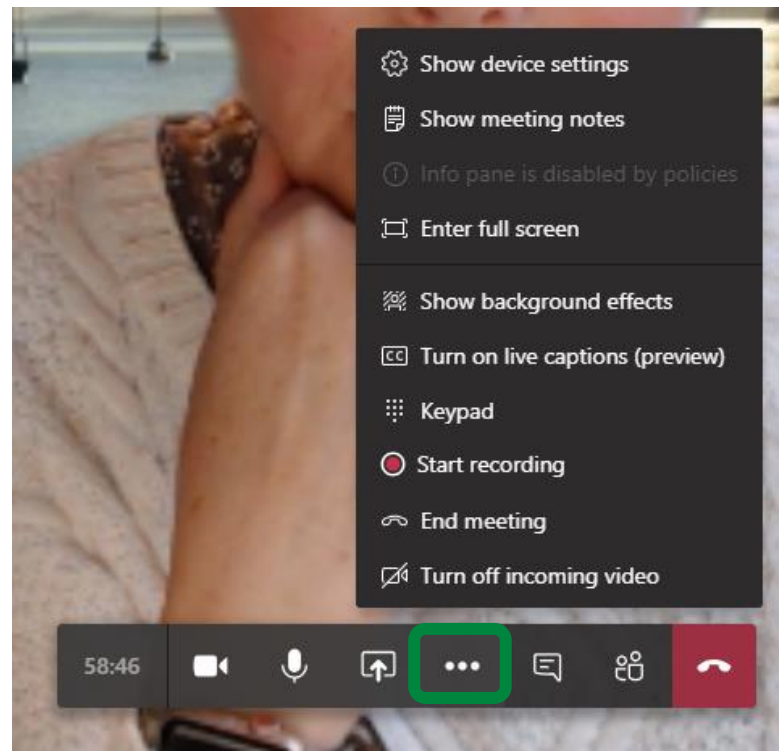 Show device settings
Show meeting notes
Info pane is disabled by policies
Enter full screen
Show background effects
CC Turn on live captions (preview)
Keypad
Start recording
End meeting
Turn off incoming video
58:46